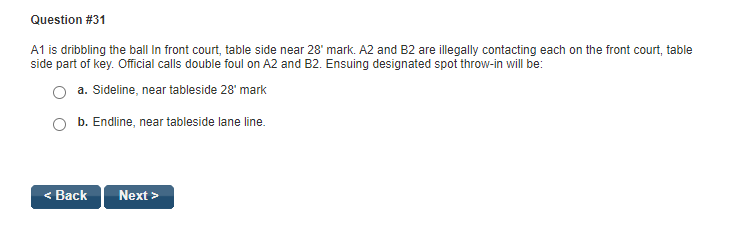 Question #31
A1 is dribbling the ball In front court, table side near 28' mark. A2 and B2 are illegally contacting each on the front court, table
side part of key. Official calls double foul on A2 and B2. Ensuing designated spot throw-in will be:
a. Sideline, near tableside 28' mark
b. Endline, near tableside lane line.
< Back Next >